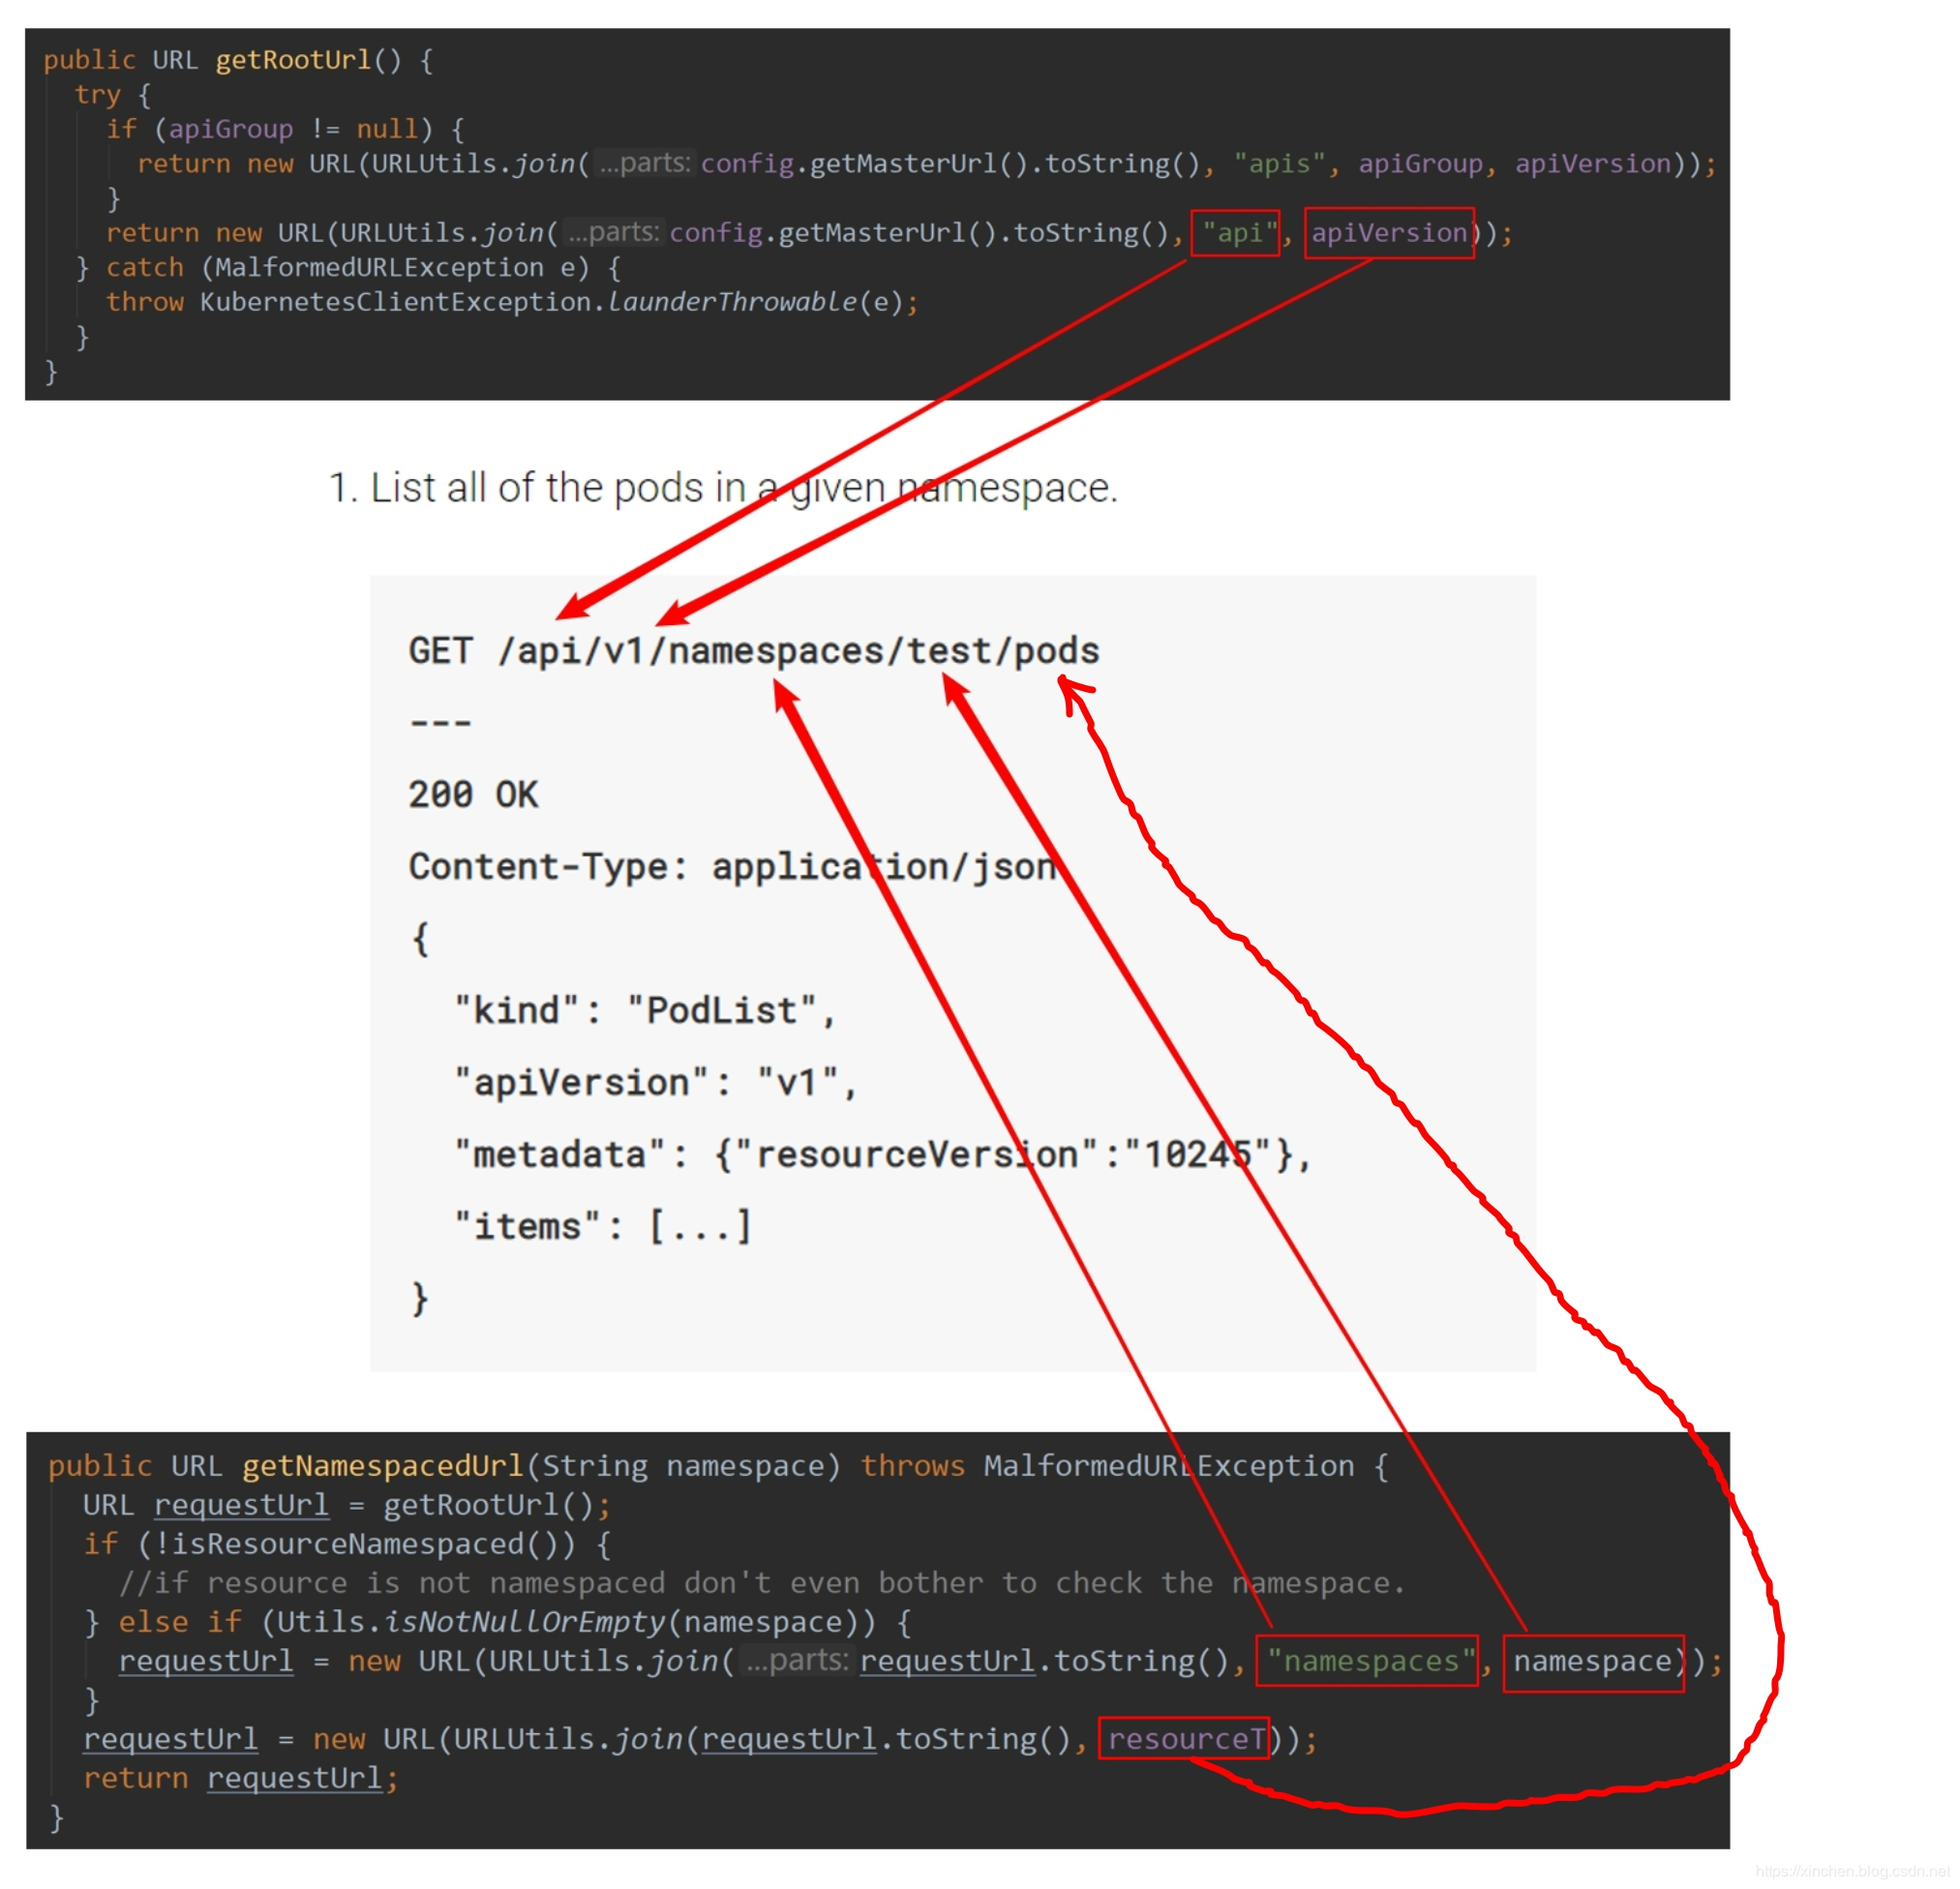 public URL getRootUrl() {
try {
if (apiGroup != null) {
return new URL(URLUtils.join( ...parts: config.getMasterUrl().toString(), "apis", apiGroup, apiVersion));
}
return new URL(URLUtils.join( ...parts: config.getMasterUrl().toString(), "api", apiVersion));
} catch (MalformedURLException e) {
throw KubernetesClientException.launderThrowable(e);
}
}
1. List all of the pods in a given namespace.
GET /api/v1/namespaces/test/pods
---
200 OK
Content-Type: application/json
{
"kind": "PodList",
"apiVersion": "v1",
"metadata": {"resourceVersion":"10245"},
"items": [...]
}
public URL getNamespacedUrl(String namespace) throws MalformedURLException {
URL requestUrl = getRootUrl();
if (!isResourceNamespaced()) {
//if resource is not namespaced don't even bother to check the namespace.
} else if (Utils.isNotNullOrEmpty(namespace)) {
requestUrl = new URL(URLUtils.join( ...parts: requestUrl.toString(), "namespaces", namespace));
}
requestUrl = new URL(URLUtils.join(requestUrl.toString(), resourceT));
return requestUrl;
}
https://xinchen.blog.csdn.net